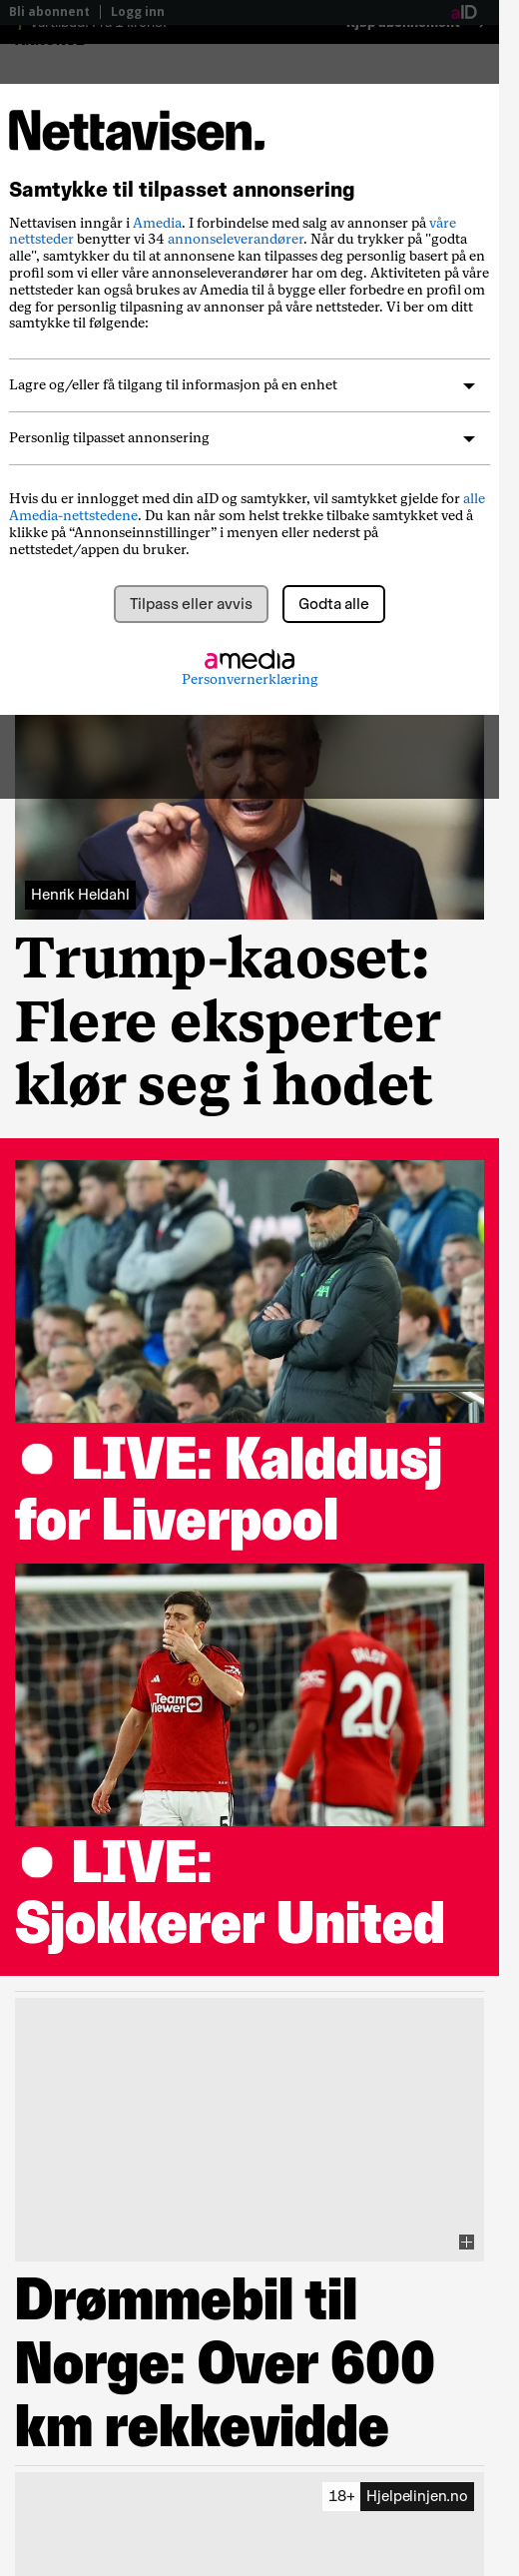 Bli abonnent
Logg inn
aID
Nettavisen.
Samtykke til tilpasset annonsering
Nettavisen inngår i Amedia. I forbindelse med salg av annonser på våre
nettsteder benytter vi 34 annonseleverandører. Når du trykker på "godta
alle", samtykker du til at annonsene kan tilpasses deg personlig basert på en
profil som vi eller våre annonseleverandører har om deg. Aktiviteten på våre
nettsteder kan også brukes av Amedia til å bygge eller forbedre en profil om
deg for personlig tilpasning av annonser på våre nettsteder. Vi ber om ditt
samtykke til følgende:
Lagre og/eller få tilgang til informasjon på en enhet
Personlig tilpasset annonsering
Hvis du er innlogget med din aID og samtykker, vil samtykket gjelde for alle
Amedia-nettstedene. Du kan når som helst trekke tilbake samtykket ved å
klikke på “Annonseinnstillinger” i menyen eller nederst på
nettstedet/appen du bruker.
Tilpass eller avvis
Godta alle
amedia
Personvernerklæring
Henrik Heldahl
Trump-kaoset:
Flere eksperter
klør seg i hodet
LIVE: Kalddusj
for Liverpool
TeamViewer
DALOT
20
LIVE:
Sjokkerer United
Drømmebil til
Norge: Over 600
km rekkevidde
18+
Hjelpelinjen.no